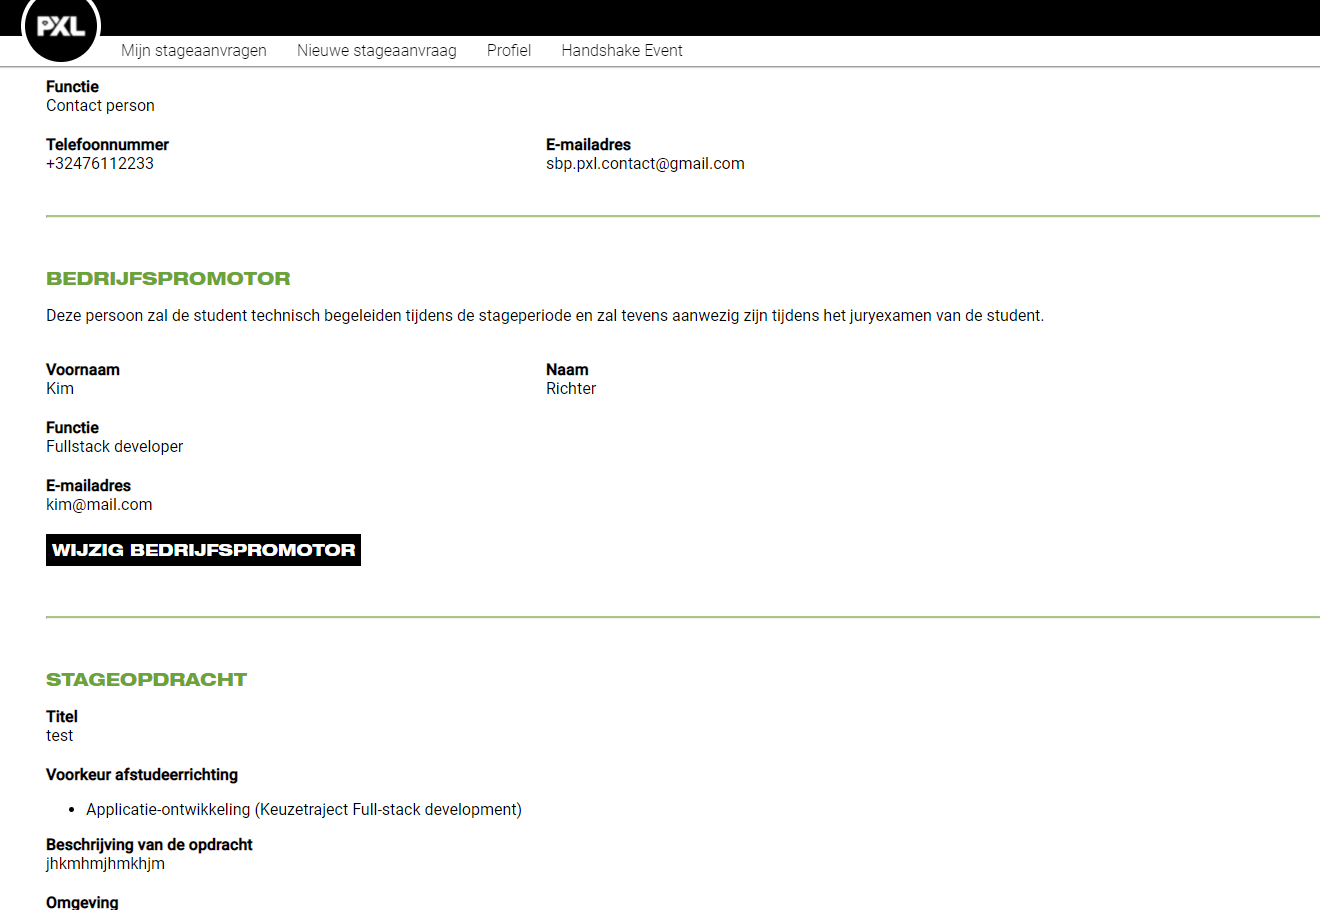 PXL
Mijn stageaanvragen Nieuwe stageaanvraag Profiel Handshake Event
Functie
Contact person
Telefoonnummer E-mailadres
+32476112233 sbp.pxl.contact@gmail.com
BEDRIJFSPROMOTOR
Deze persoon zal de student technisch begeleiden tijdens de stageperiode en zal tevens aanwezig zijn tijdens het juryexamen van de student.
Voornaam Naam
Kim Richter
Functie
Fullstack developer
E-mailadres
kim@mail.com
WIJZIG BEDRIJFSPROMOTOR
STAGEOPDRACHT
Titel
test
Voorkeur afstudeerrichting
• Applicatie-ontwikkeling (Keuzetraject Full-stack development)
Beschrijving van de opdracht
jhkmhmjhmkhjm
Omgeving